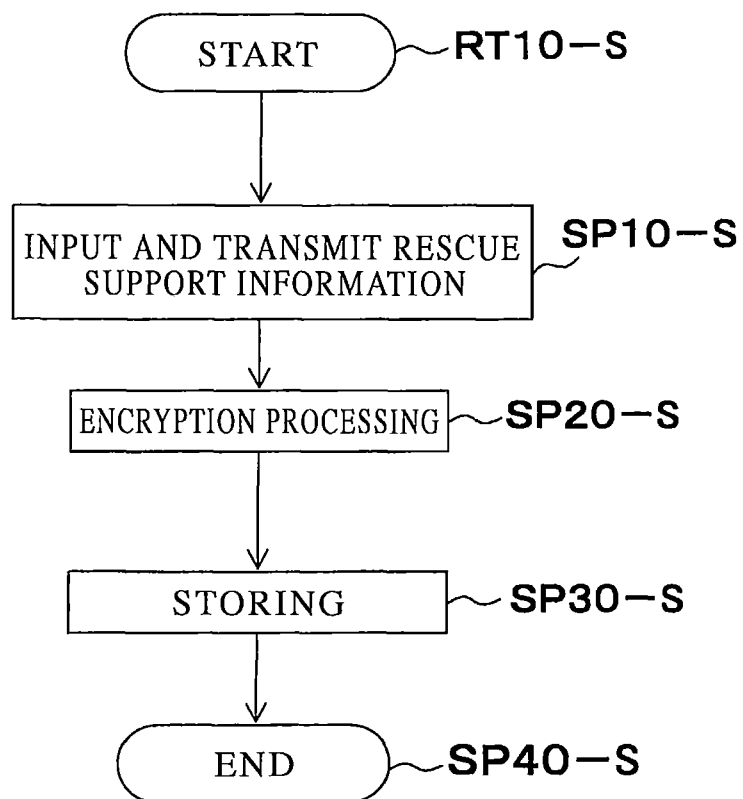 START
RT10-S
INPUT AND TRANSMIT RESCUE
SUPPORT INFORMATION
SP10-S
ENCRYPTION PROCESSING
SP20-S
STORING
SP30-S
END
SP40-S